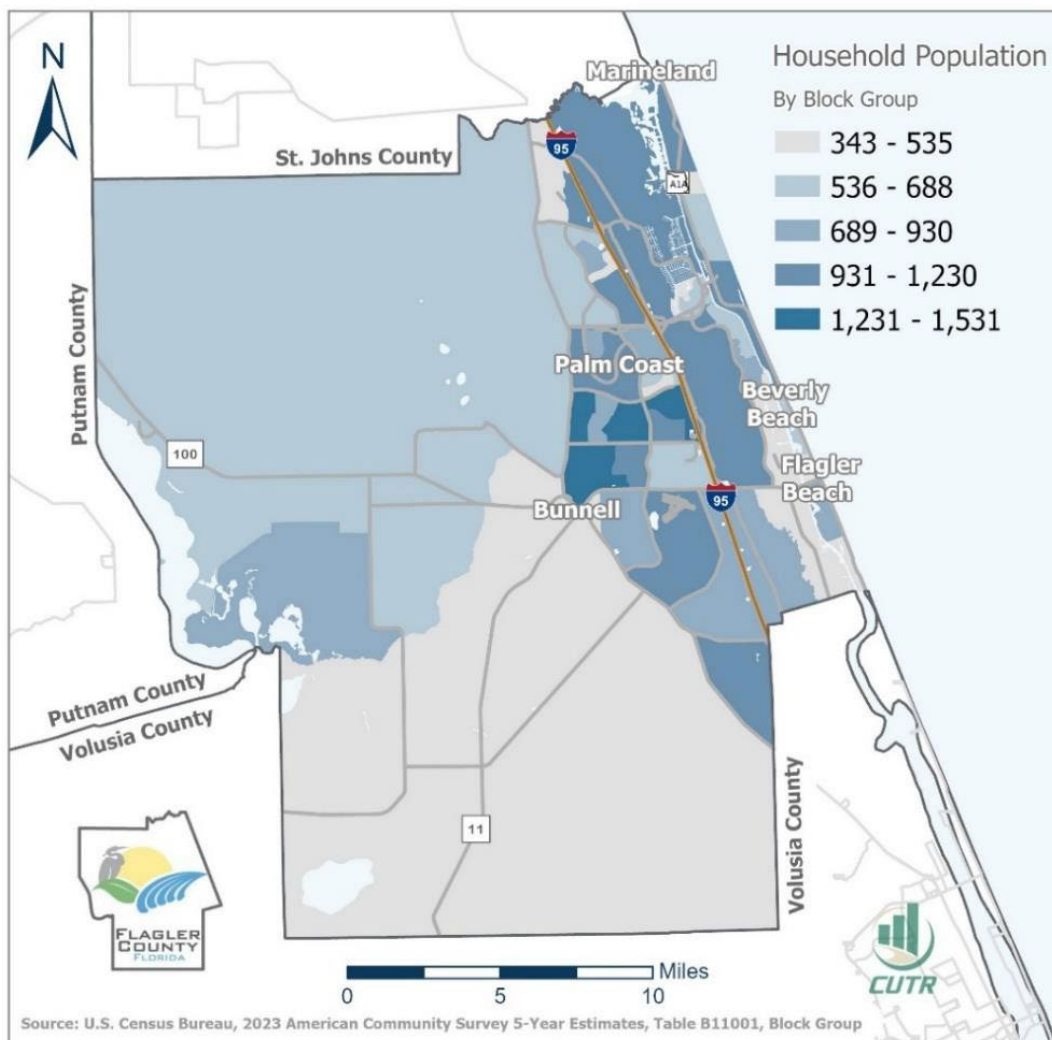 N
Marineland
Household Population
By Block Group
343 - 535
536 - 688
689 - 930
931 - 1,230
1,231 - 1,531
95
St. Johns County
A1A
Putnam County
Palm Coast
Beverly
Beach
100
Flagler
Beach
95
Bunnell
Putnam County
Volusia County
11
Volusia County
FLAGLER
COUNTY
FLORIDA
CUTR
Miles
0 5 10
Source: U.S. Census Bureau, 2023 American Community Survey 5-Year Estimates, Table B11001, Block Group